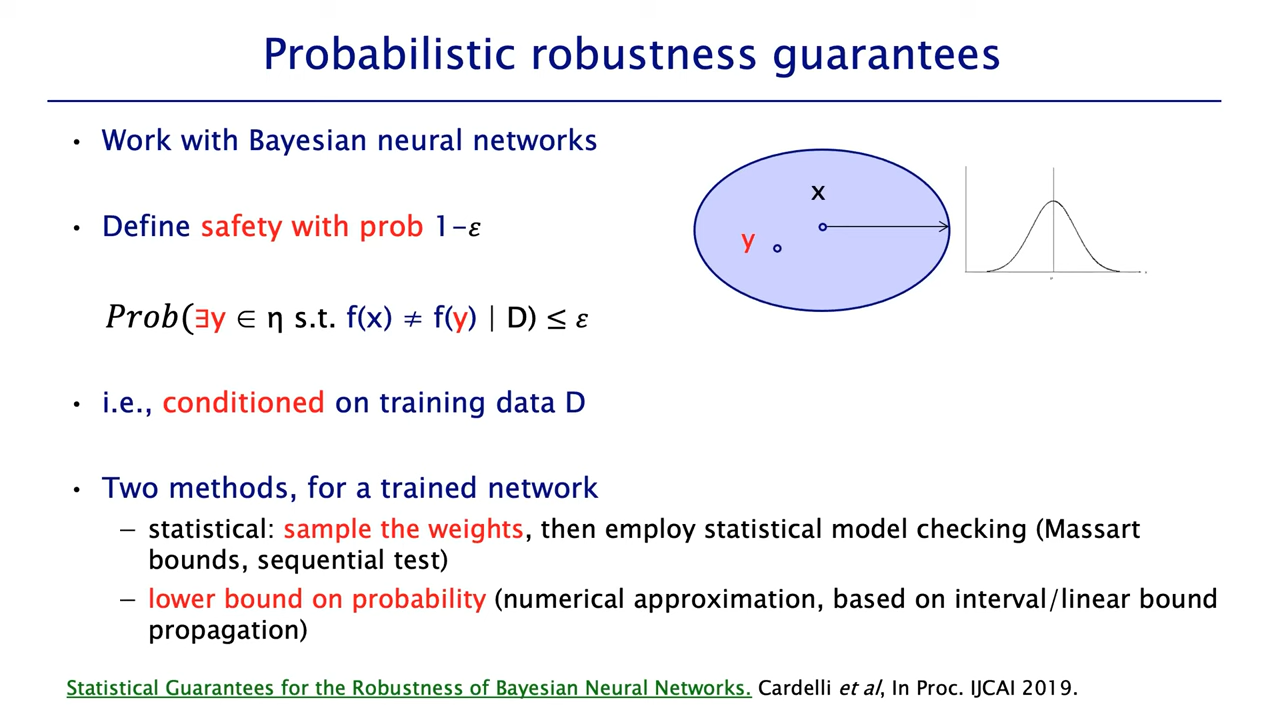 Probabilistic robustness guarantees
• Work with Bayesian neural networks
• Define safety with prob 1-ε
Prob(∃y ∈ η s.t. f(x) ≠ f(y) | D) ≤ ε
• i.e., conditioned on training data D
• Two methods, for a trained network
– statistical: sample the weights, then employ statistical model checking (Massart
bounds, sequential test)
– lower bound on probability (numerical approximation, based on interval/linear bound
propagation)
x
y
Statistical Guarantees for the Robustness of Bayesian Neural Networks. Cardelli et al, In Proc. IJCAI 2019.